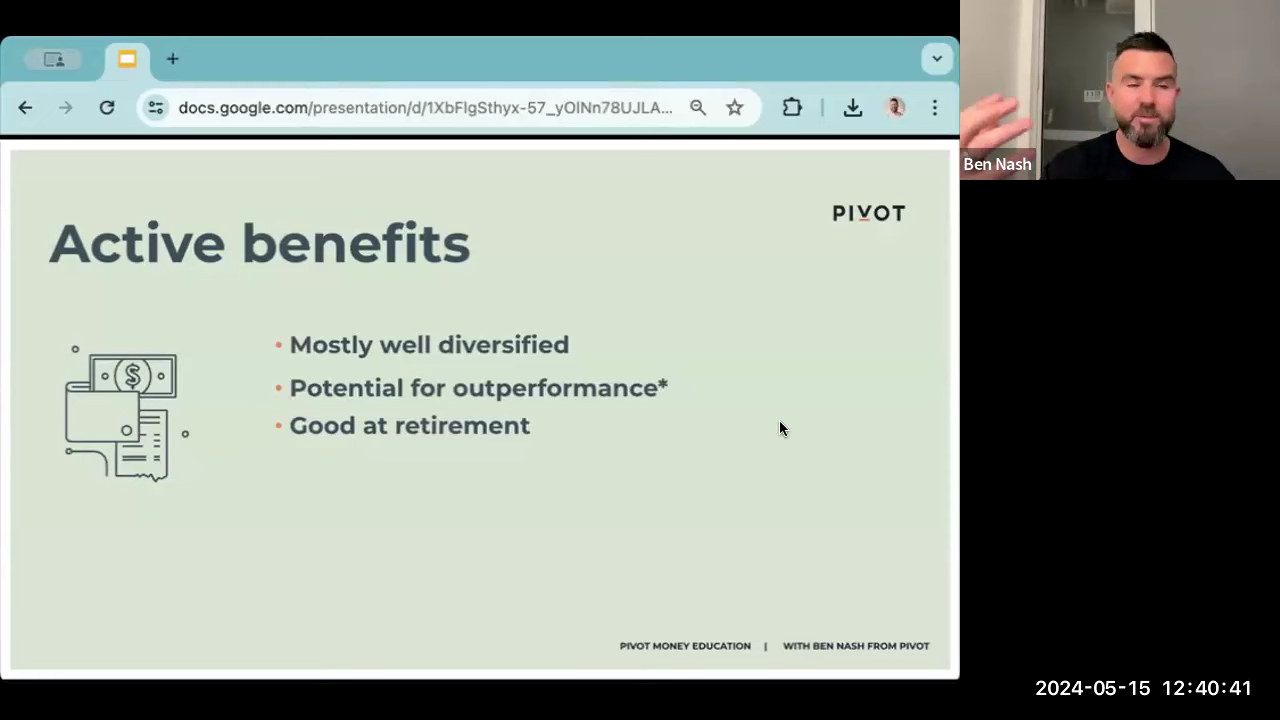 docs.google.com/presentation/d/1XbFIgSthyx-57_yOlNn78UJLA...
Ben Nash
PIVOT
Active benefits
$
• Mostly well diversified
• Potential for outperformance*
• Good at retirement
PIVOT MONEY EDUCATION | WITH BEN NASH FROM PIVOT
2024-05-15 12:40:41